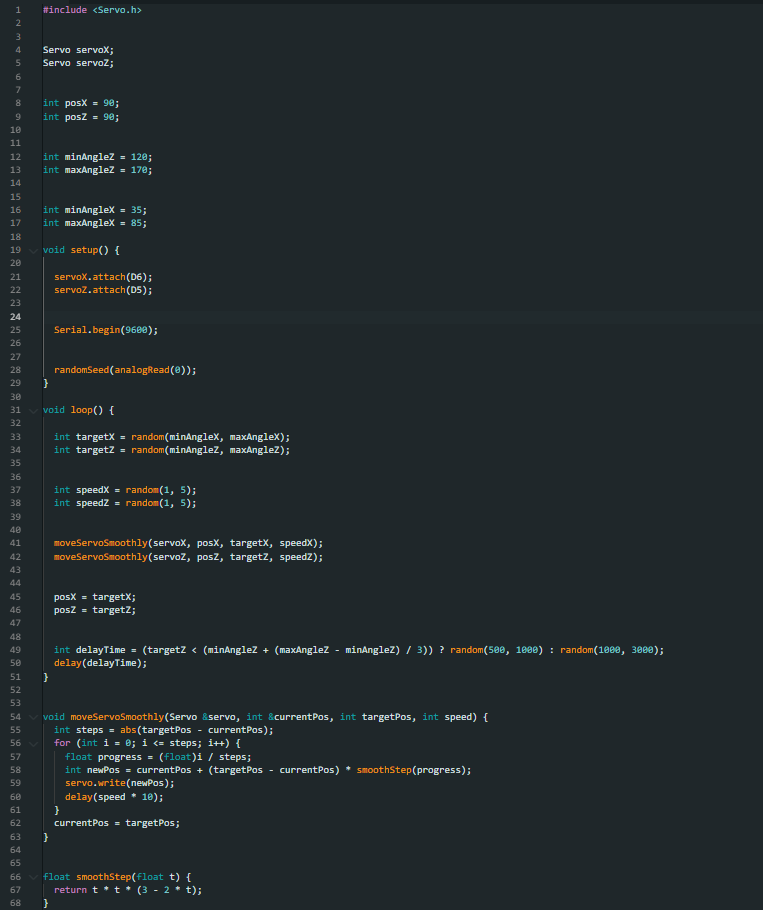 1 #include <Servo.h>
2
3
4 Servo servoX;
5 Servo servoZ;
6
7
8 int posX = 90;
9 int posZ = 90;
10
11
12 int minAngleZ = 120;
13 int maxAngleZ = 170;
14
15
16 int minAngleX = 35;
17 int maxAngleX = 85;
18
19 void setup() {
20
21 servoX.attach(D6);
22 servoZ.attach(D5);
23
24
25 Serial.begin(9600);
26
27
28 randomSeed(analogRead(0));
29 }
30
31 void loop() {
32
33 int targetX = random(minAngleX, maxAngleX);
34 int targetZ = random(minAngleZ, maxAngleZ);
35
36
37 int speedX = random(1, 5);
38 int speedZ = random(1, 5);
39
40
41 moveServoSmoothly(servoX, posX, targetX, speedX);
42 moveServoSmoothly(servoZ, posZ, targetZ, speedZ);
43
44
45 posX = targetX;
46 posZ = targetZ;
47
48
49 int delayTime = (targetZ < (minAngleZ + (maxAngleZ - minAngleZ) / 3)) ? random(500, 1000) : random(1000, 3000);
50 delay(delayTime);
51 }
52
53
54 void moveServoSmoothly(Servo &servo, int &currentPos, int targetPos, int speed) {
55 int steps = abs(targetPos - currentPos);
56 for (int i = 0; i <= steps; i++) {
57 float progress = (float)i / steps;
58 int newPos = currentPos + (targetPos - currentPos) * smoothStep(progress);
59 servo.write(newPos);
60 delay(speed * 10);
61 }
62 currentPos = targetPos;
63 }
64
65
66 float smoothStep(float t) {
67 return t * t * (3 - 2 * t);
68 }